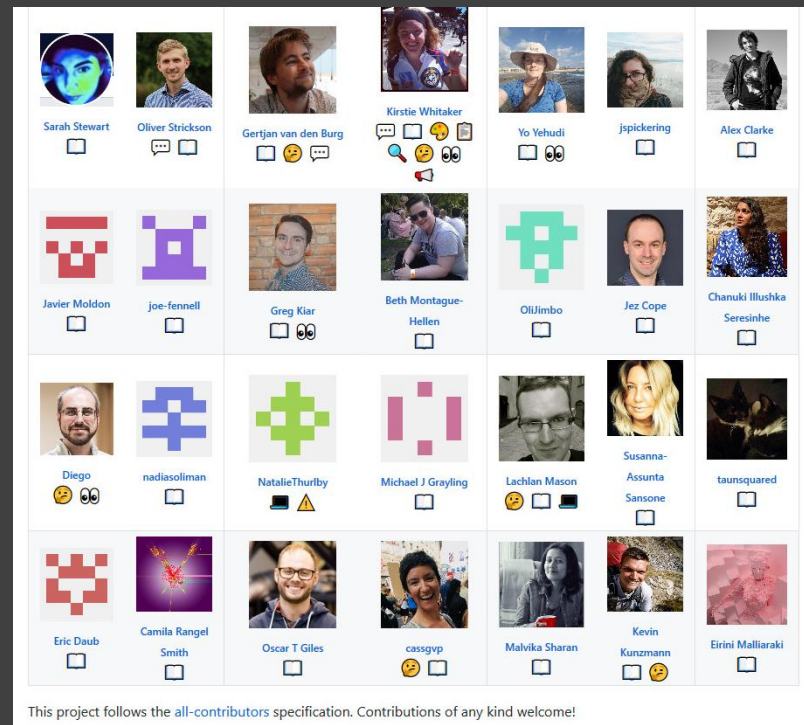 Sarah Stewart
Oliver Strickson
Gertjan van den Burg
Kirstie Whitaker
Yo Yehudi
jspickering
Alex Clarke
Javier Moldon
joe-fennell
Greg Kiar
Beth Montague-
Hellen
OliJimbo
Jez Cope
Chanuki Illushka
Seresinhe
Diego
nadiasoliman
NatalieThurlby
Michael J Grayling
Lachlan Mason
Susanna-
Assunta
Sansone
taunsquared
Eric Daub
Camila Rangel
Smith
Oscar T Giles
cassgvp
Malvika Sharan
Kevin
Kunzmann
Eirini Malliaraki
This project follows the all-contributors specification. Contributions of any kind welcome!